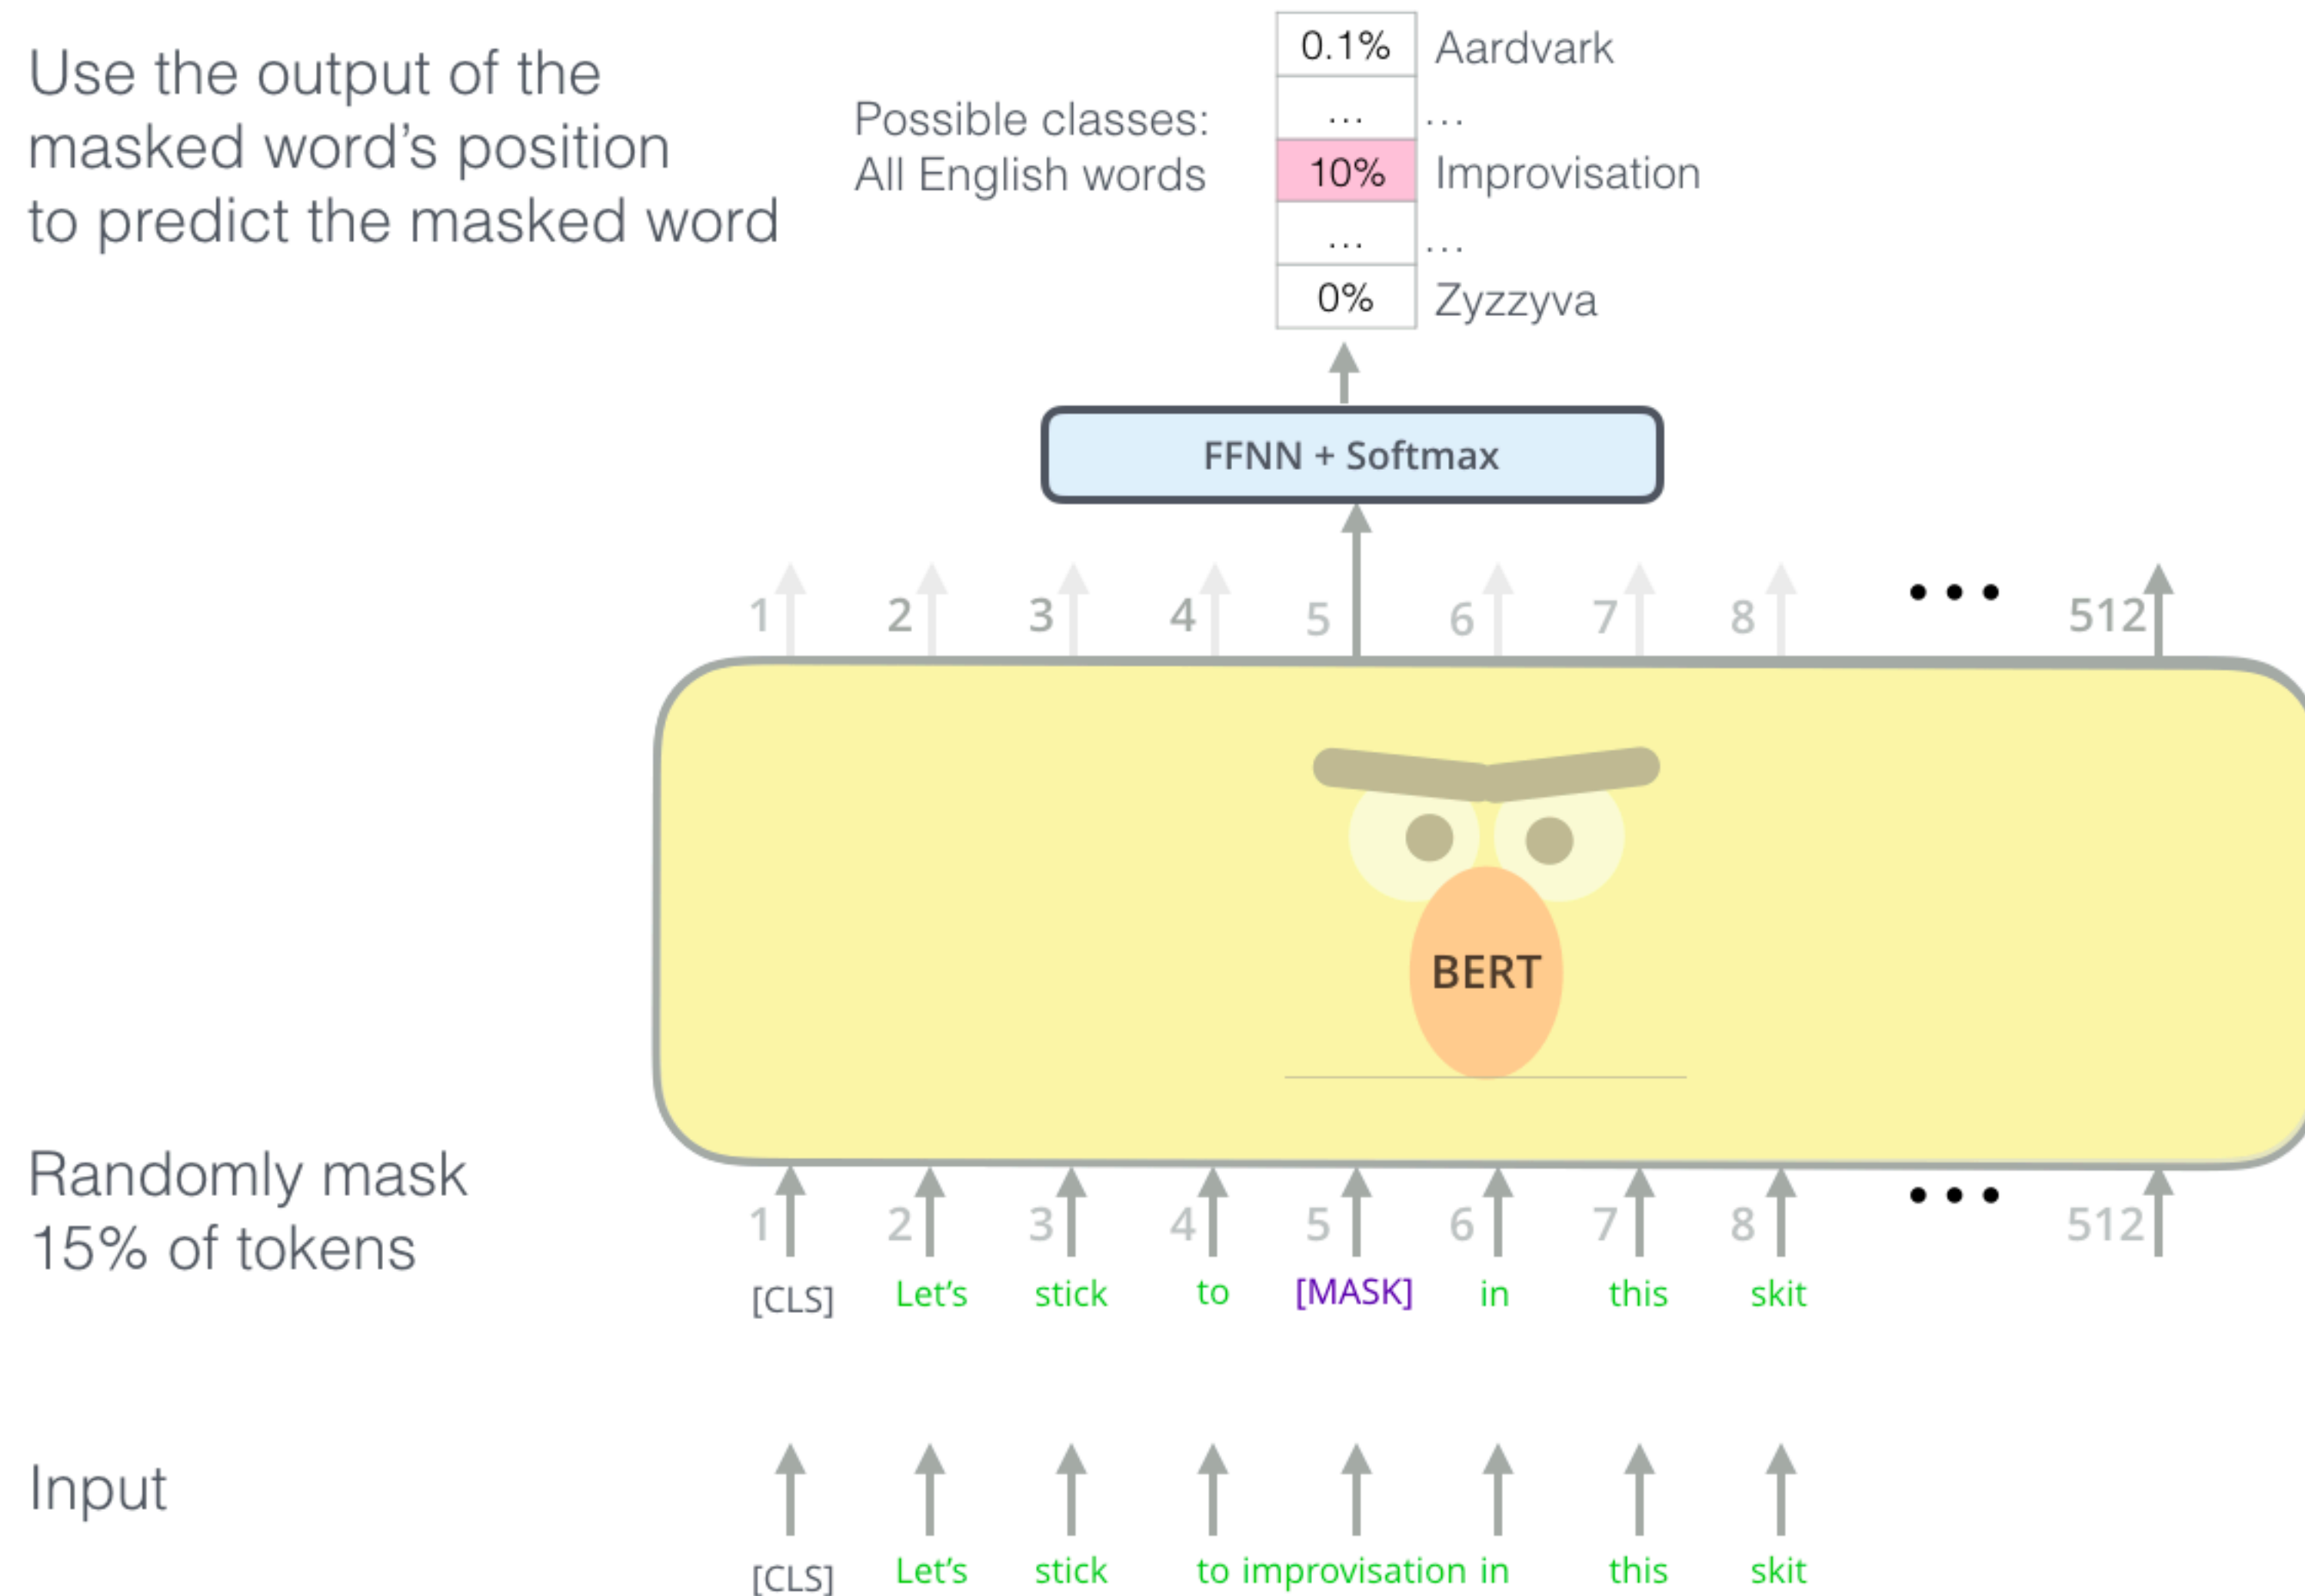 Use the output of the
masked word's position
to predict the masked word
Possible classes:
All English words
0.1% Aardvark
... ...
10% Improvisation
... ...
0% Zyzzyva
FFNN + Softmax
1 2 3 4 5 6 7 8 ••• 512
BERT
Randomly mask
15% of tokens
1 2 3 4 5 6 7 8 ••• 512
[CLS] Let's stick to [MASK] in this skit
Input
[CLS] Let's stick to improvisation in this skit